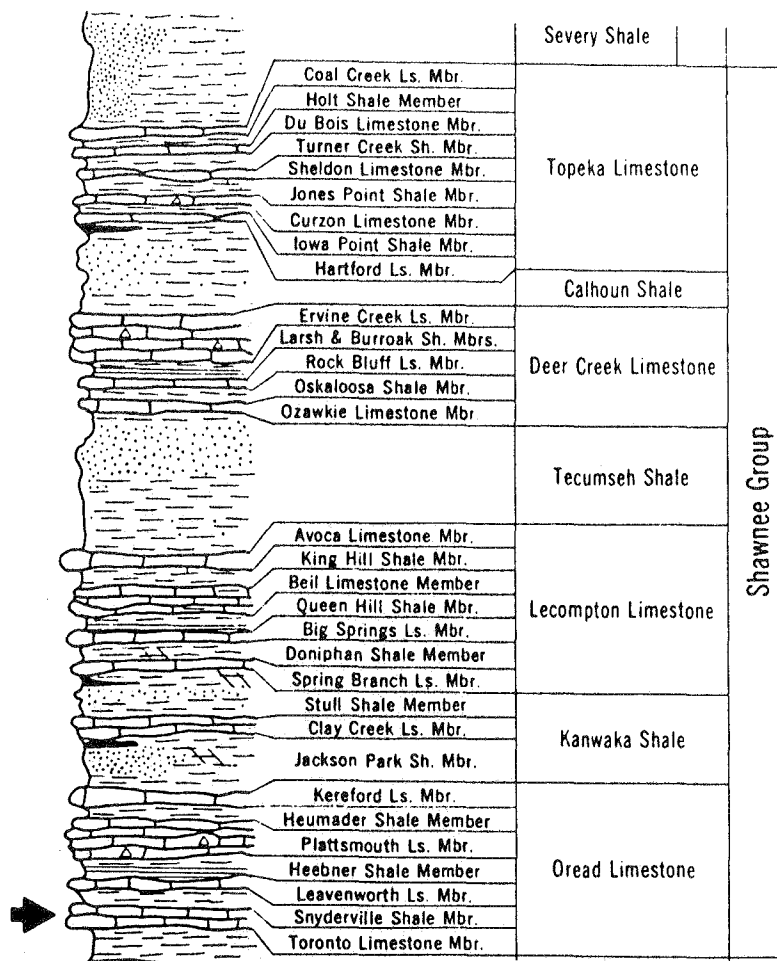 Severy Shale
Coal Creek Ls. Mbr.
Holt Shale Member
Du Bois Limestone Mbr.
Turner Creek Sh. Mbr.
Sheldon Limestone Mbr.
Jones Point Shale Mbr.
Curzon Limestone Mbr.
Iowa Point Shale Mbr.
Hartford Ls. Mbr.
Topeka Limestone
Calhoun Shale
Ervine Creek Ls. Mbr.
Larsh & Burroak Sh. Mbrs.
Rock Bluff Ls. Mbr.
Oskaloosa Shale Mbr.
Ozawkie Limestone Mbr.
Deer Creek Limestone
Tecumseh Shale
Avoca Limestone Mbr.
King Hill Shale Mbr.
Beil Limestone Member
Queen Hill Shale Mbr.
Big Springs Ls. Mbr.
Doniphan Shale Member
Spring Branch Ls. Mbr.
Lecompton Limestone
Stull Shale Member
Clay Creek Ls. Mbr.
Jackson Park Sh. Mbr.
Kanwaka Shale
Kereford Ls. Mbr.
Heumader Shale Member
Plattsmouth Ls. Mbr.
Heebner Shale Member
Leavenworth Ls. Mbr.
Snyderville Shale Mbr.
Toronto Limestone Mbr.
Oread Limestone
Shawnee Group